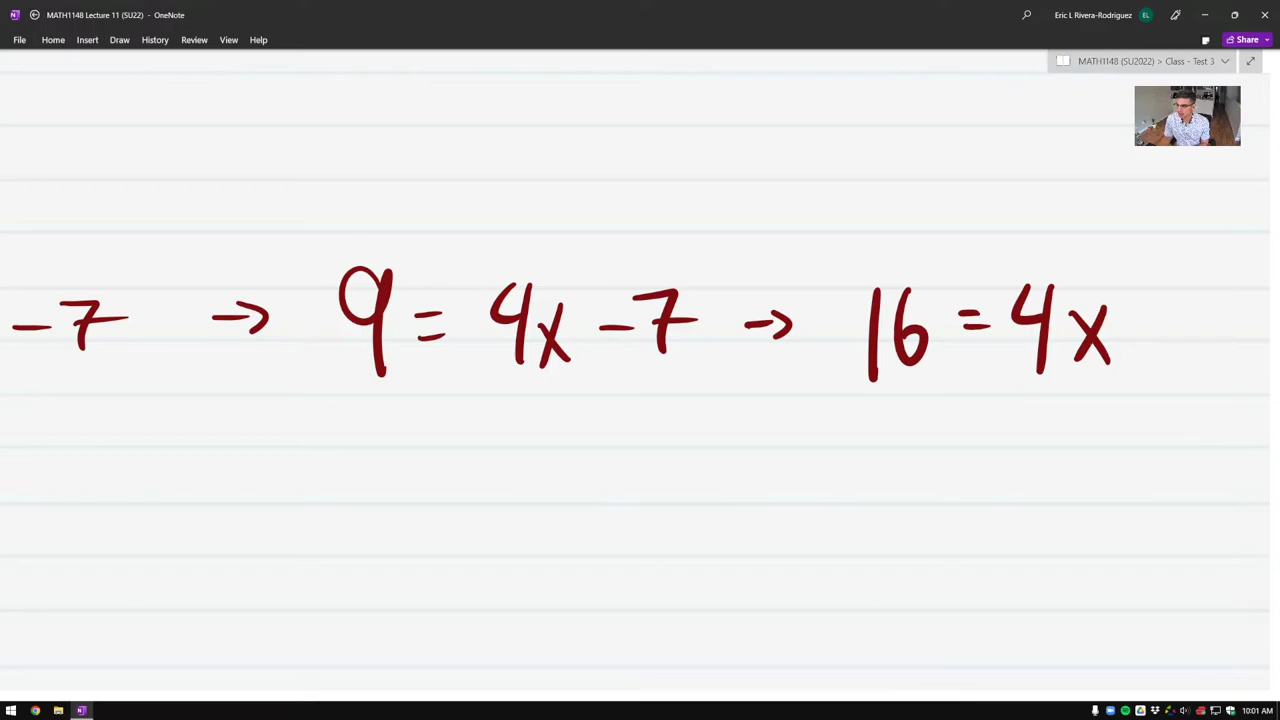 MATH1148 Lecture 11 (SU22) - OneNote
Eric L Rivera-Rodriguez EL
File Home Insert Draw History Review View Help
Share
MATH1148 (SU2022) > Class - Test 3
-7 → 9 = 4x - 7 → 16 = 4x
10:01 AM